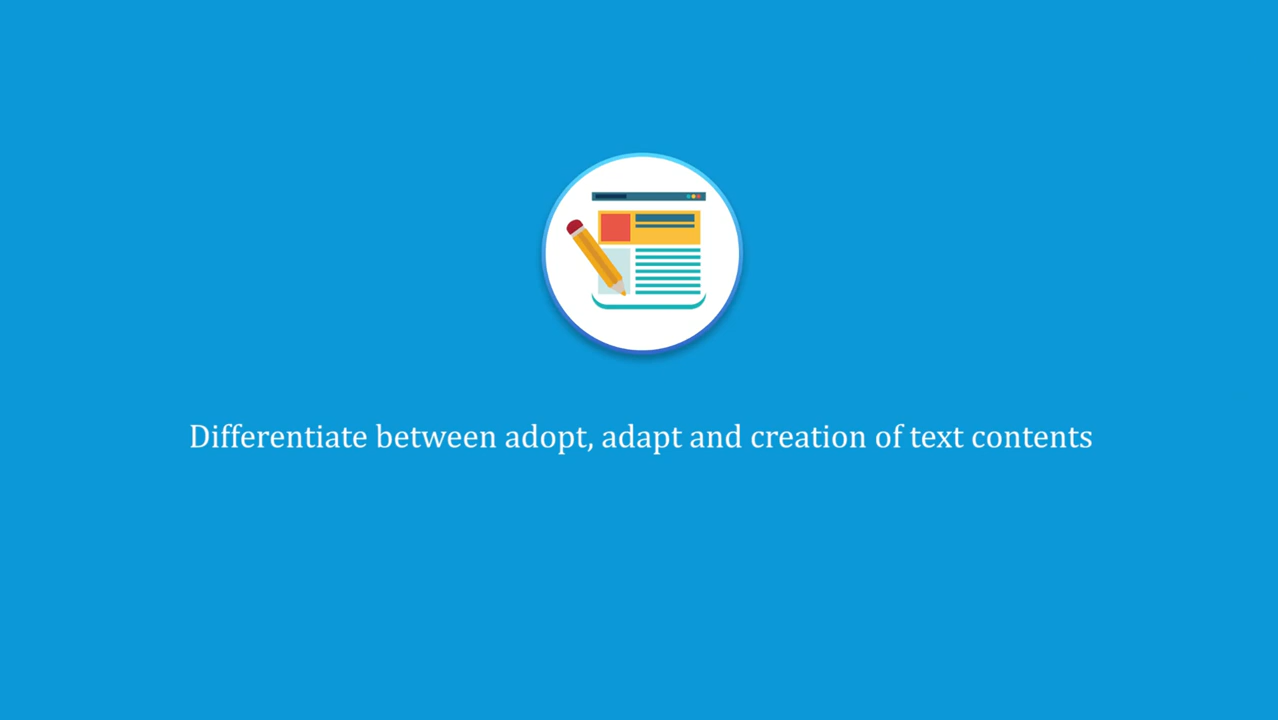 Differentiate between adopt, adapt and creation of text contents